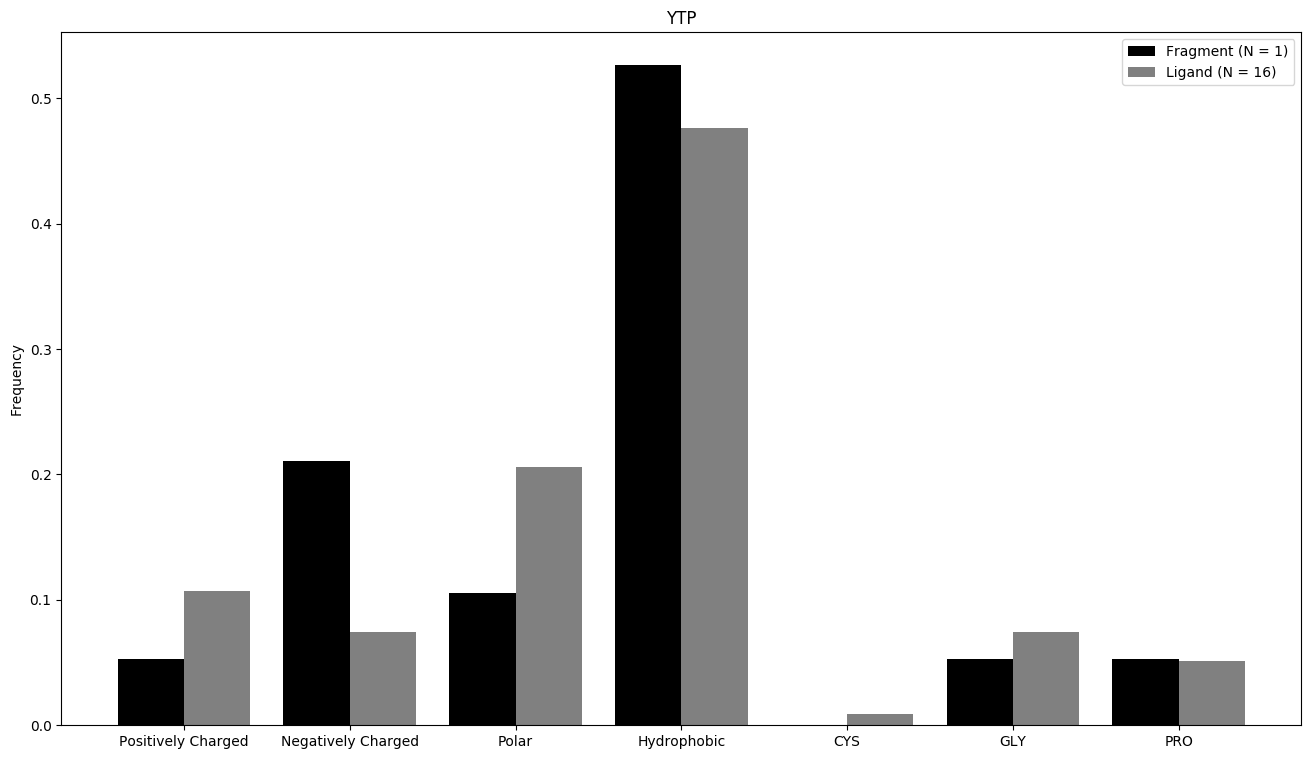 YTP
Fragment (N = 1)
Ligand (N = 16)
Frequency
0.5
0.4
0.3
0.2
0.1
0.0
Positively Charged Negatively Charged Polar Hydrophobic CYS GLY PRO